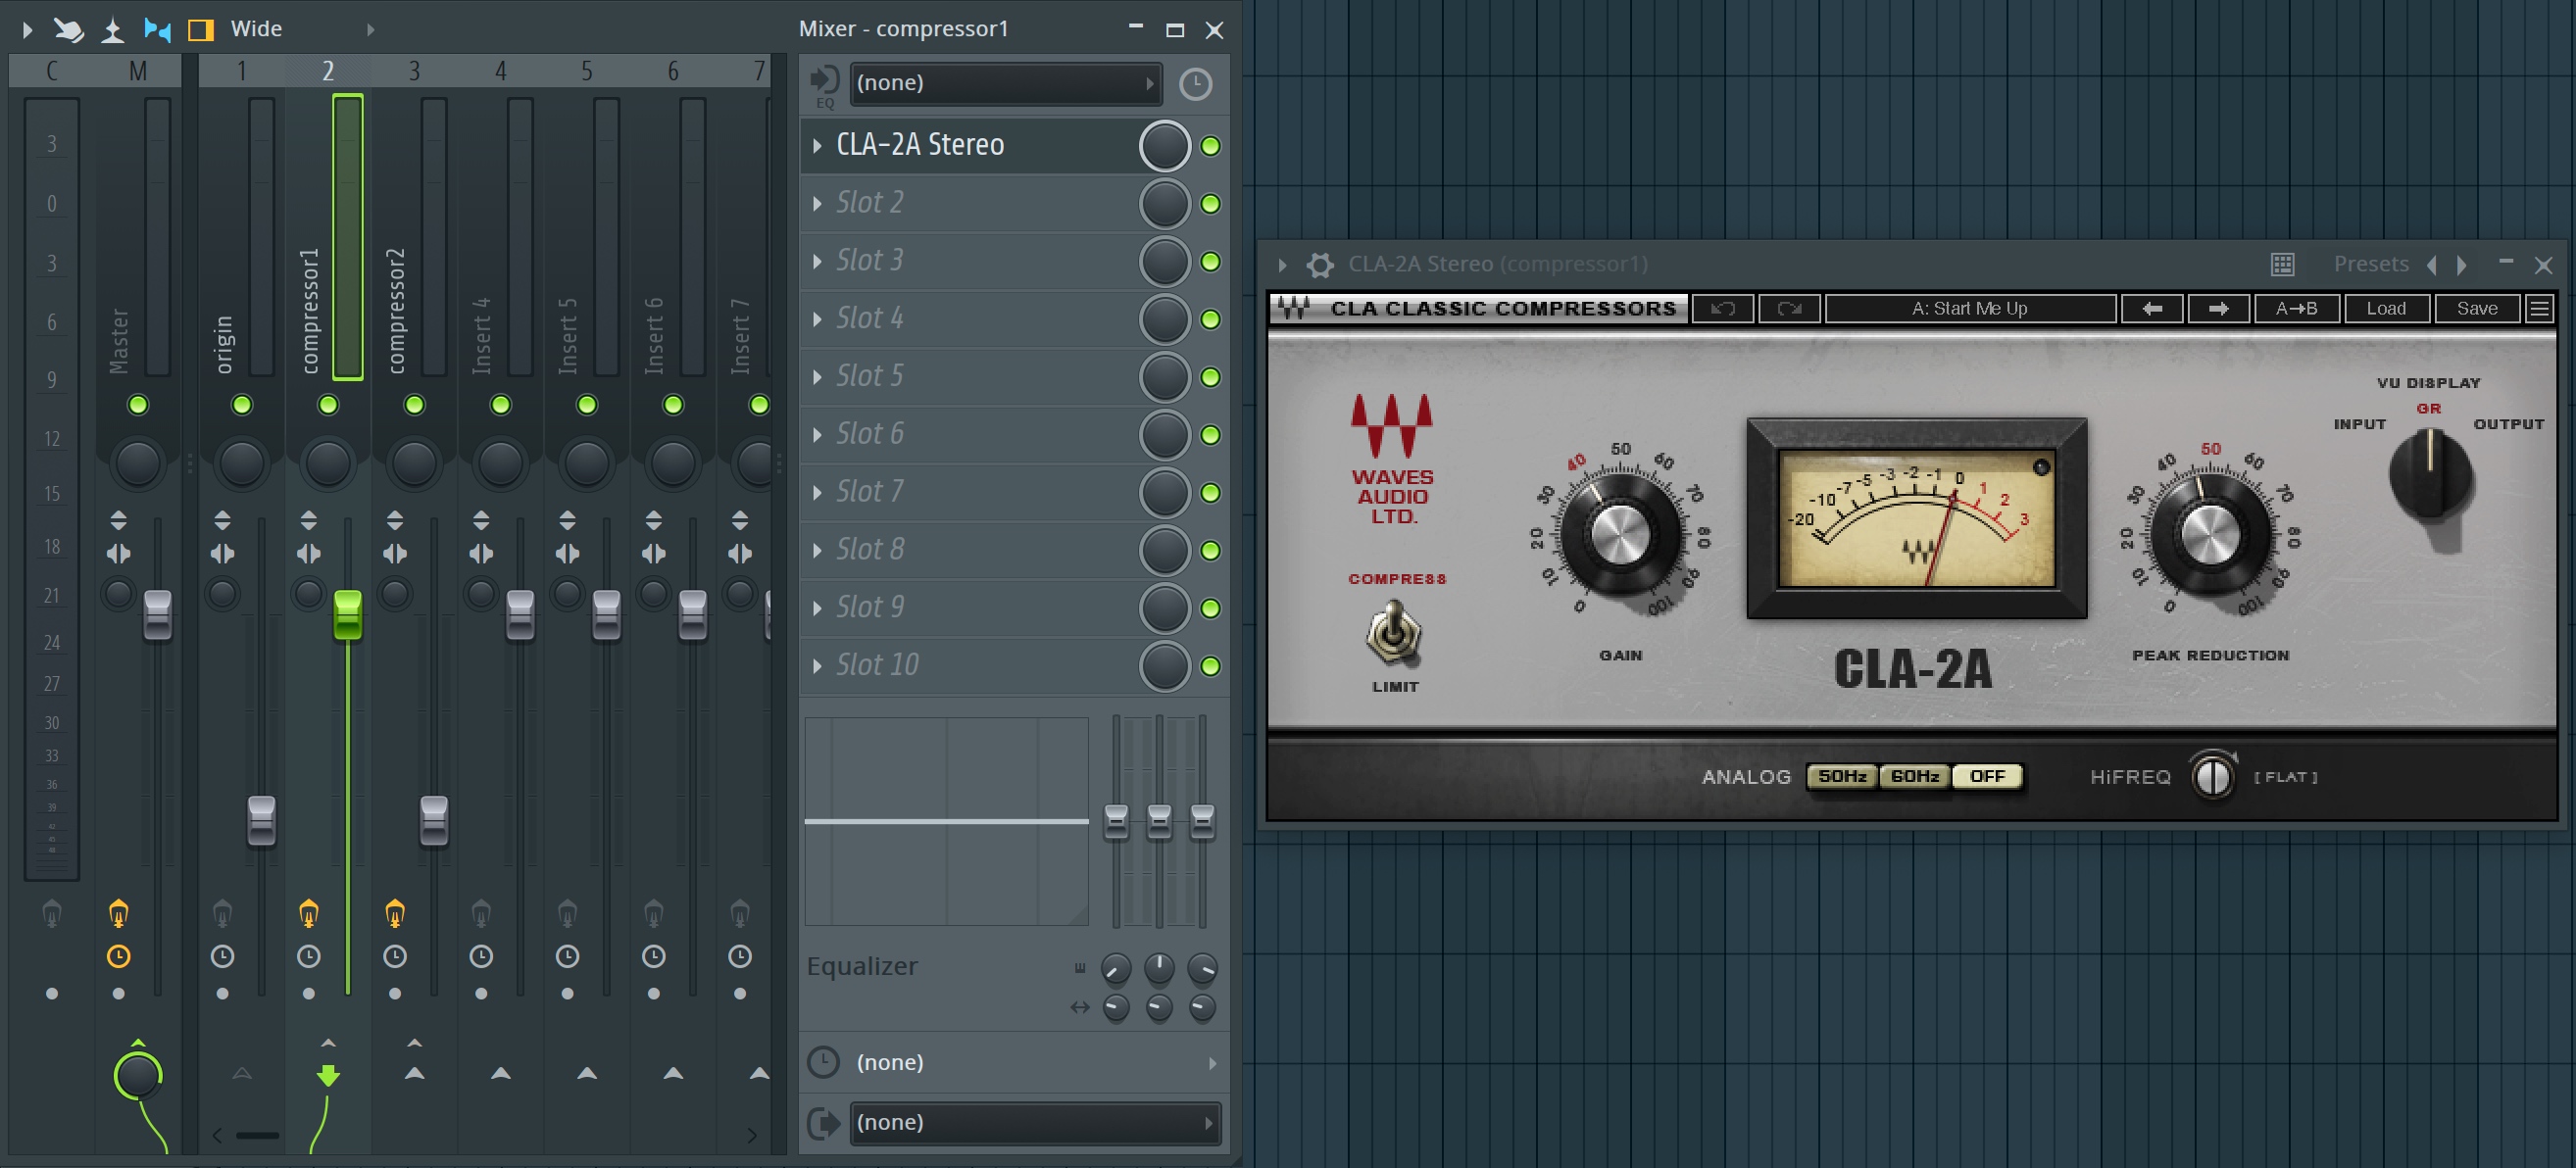 Wide
Mixer - compressor1
C M 1 2 3 4 5 6 7
3
0
3
6
9
12
15
18
21
24
27
30
33
36
39
42
45
48
Master
origin
compressor1
compressor2
Insert 4
Insert 5
Insert 6
Insert 7
EQ
(none)
CLA-2A Stereo
Slot 2
Slot 3
Slot 4
Slot 5
Slot 6
Slot 7
Slot 8
Slot 9
Slot 10
Equalizer
(none)
(none)
CLA-2A Stereo (compressor1)
Presets
CLA CLASSIC COMPRESSORS
A: Start Me Up
A→B
Load
Save
WAVES
AUDIO
LTD.
COMPRESS
LIMIT
0 10 20 30 40 50 60 70 80 90 100
GAIN
-20 -10 -7 -5 -3 -2 -1 0 1 2 3
CLA-2A
0 10 20 30 40 50 60 70 80 90 100
PEAK REDUCTION
VU DISPLAY
GR
INPUT
OUTPUT
ANALOG 50Hz 60Hz OFF
HiFREQ [ FLAT ]